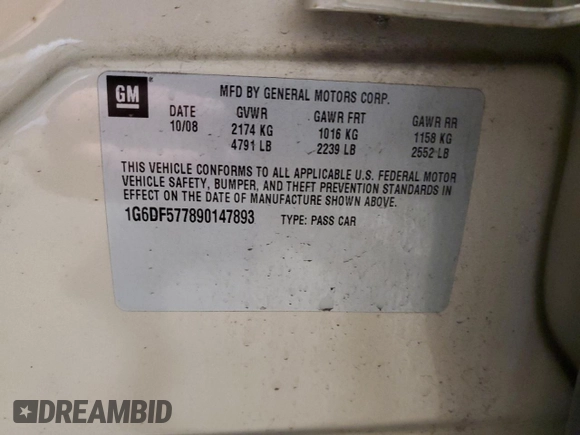 GM
MFD BY GENERAL MOTORS CORP.
DATE GVWR GAWR FRT GAWR RR
10/08 2174 KG 1016 KG 1158 KG
4791 LB 2239 LB 2552 LB
THIS VEHICLE CONFORMS TO ALL APPLICABLE U.S. FEDERAL MOTOR
VEHICLE SAFETY, BUMPER, AND THEFT PREVENTION STANDARDS IN
EFFECT ON THE DATE OF MANUFACTURE SHOWN ABOVE.
1G6DF577890147893 TYPE: PASS CAR
DREAMBID